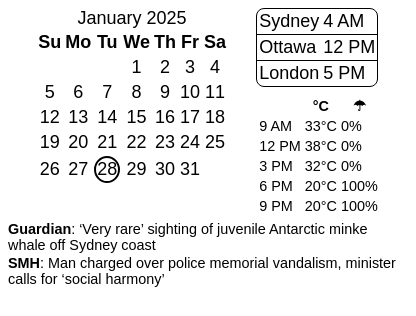 January 2025
Su Mo Tu We Th Fr Sa
1 2 3 4
5 6 7 8 9 10 11
12 13 14 15 16 17 18
19 20 21 22 23 24 25
26 27 28 29 30 31
Sydney 4 AM
Ottawa 12 PM
London 5 PM
°C ☂
9 AM 33°C 0%
12 PM 38°C 0%
3 PM 32°C 0%
6 PM 20°C 100%
9 PM 20°C 100%
Guardian: ‘Very rare’ sighting of juvenile Antarctic minke
whale off Sydney coast
SMH: Man charged over police memorial vandalism, minister
calls for ‘social harmony’